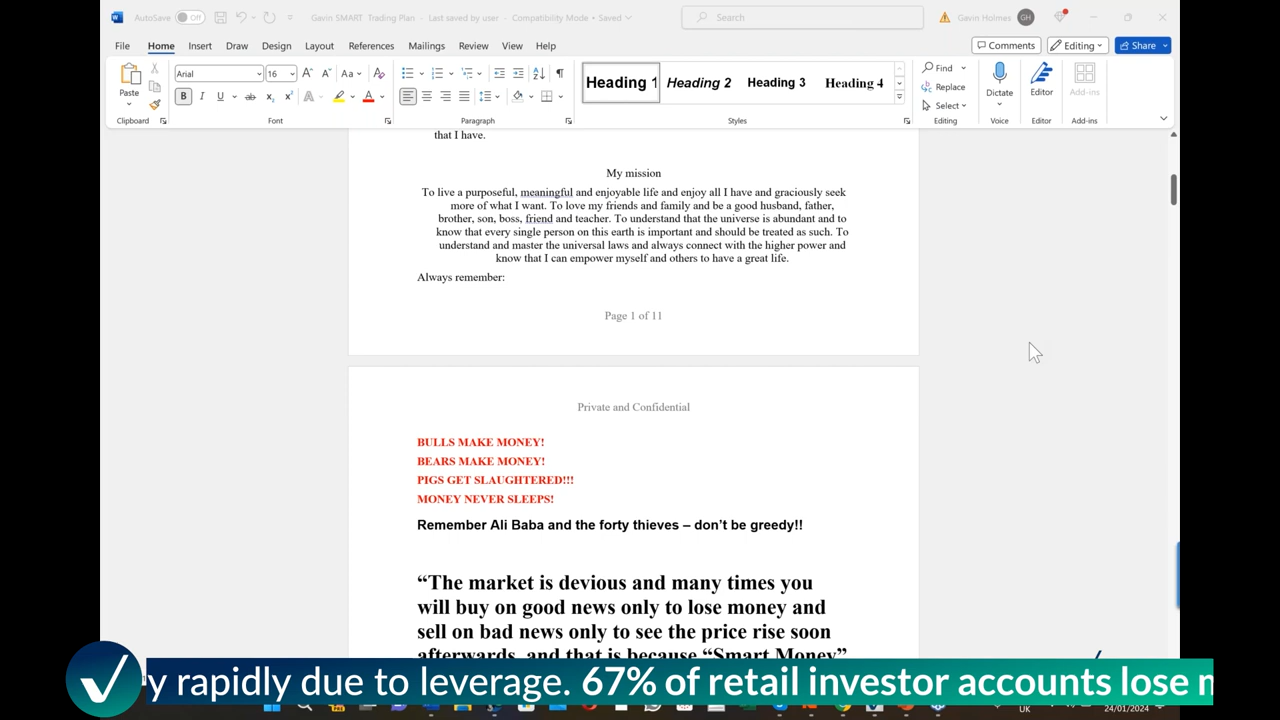 AutoSave Off Gavin SMART Trading Plan - Last saved by user - Compatibility Mode • Saved Search Gavin Holmes GH
File Home Insert Draw Design Layout References Mailings Review View Help Comments Editing Share
Arial 16 Heading 1 Heading 2 Heading 3 Heading 4 Find
Paste Replace Dictate Editor Add-ins
Select
Clipboard Font Paragraph Styles Editing Voice Editor Add-ins
that I have.
My mission
To live a purposeful, meaningful and enjoyable life and enjoy all I have and graciously seek
more of what I want. To love my friends and family and be a good husband, father,
brother, son, boss, friend and teacher. To understand that the universe is abundant and to
know that every single person on this earth is important and should be treated as such. To
understand and master the universal laws and always connect with the higher power and
know that I can empower myself and others to have a great life.
Always remember:
Page 1 of 11
Private and Confidential
BULLS MAKE MONEY!
BEARS MAKE MONEY!
PIGS GET SLAUGHTERED!!!
MONEY NEVER SLEEPS!
Remember Ali Baba and the forty thieves – don’t be greedy!!
“The market is devious and many times you
will buy on good news only to lose money and
sell on bad news only to see the price rise soon
afterwards, and that is because “Smart Money”
y rapidly due to leverage. 67% of retail investor accounts lose
UK 24/01/2024